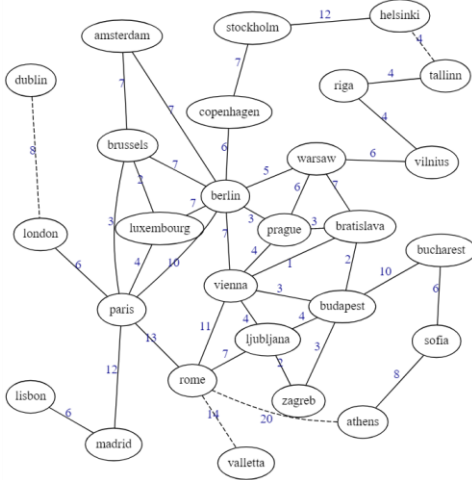 12
helsinki
stockholm
amsterdam
4
7
tallinn
dublin
4
riga
7
7
copenhagen
4
6
brussels
8
warsaw
6
vilnius
7
5
2
6
7
berlin
7
3
3
luxembourg
prague
3
bratislava
london
7
bucharest
4
6
4
10
1
2
10
vienna
3
6
paris
budapest
4
4
11
13
ljubljana
sofia
7
3
12
2
8
rome
lisbon
zagreb
6
14
20
athens
madrid
valletta